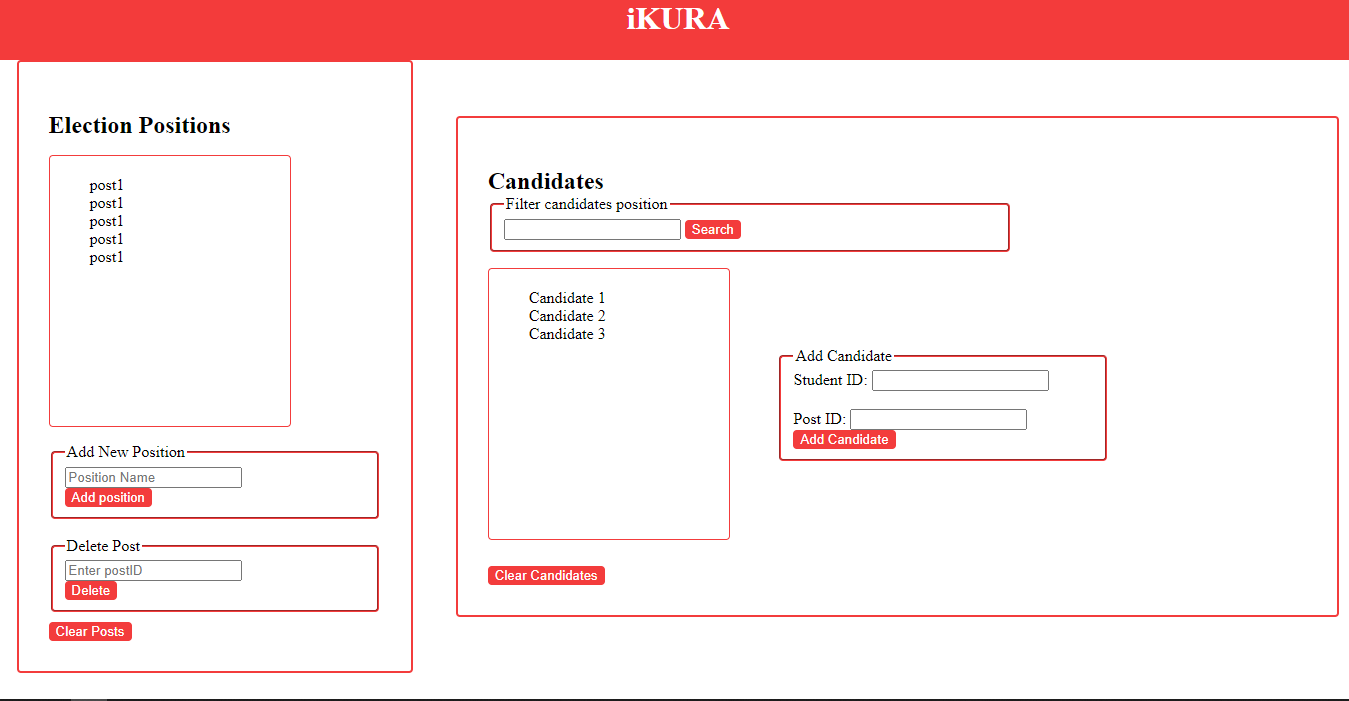 iKURA
Election Positions
post1
post1
post1
post1
post1
Add New Position
Position Name
Add position
Delete Post
Enter postID
Delete
Clear Posts
Candidates
Filter candidates position
Search
Candidate 1
Candidate 2
Candidate 3
Add Candidate
Student ID:
Post ID:
Add Candidate
Clear Candidates